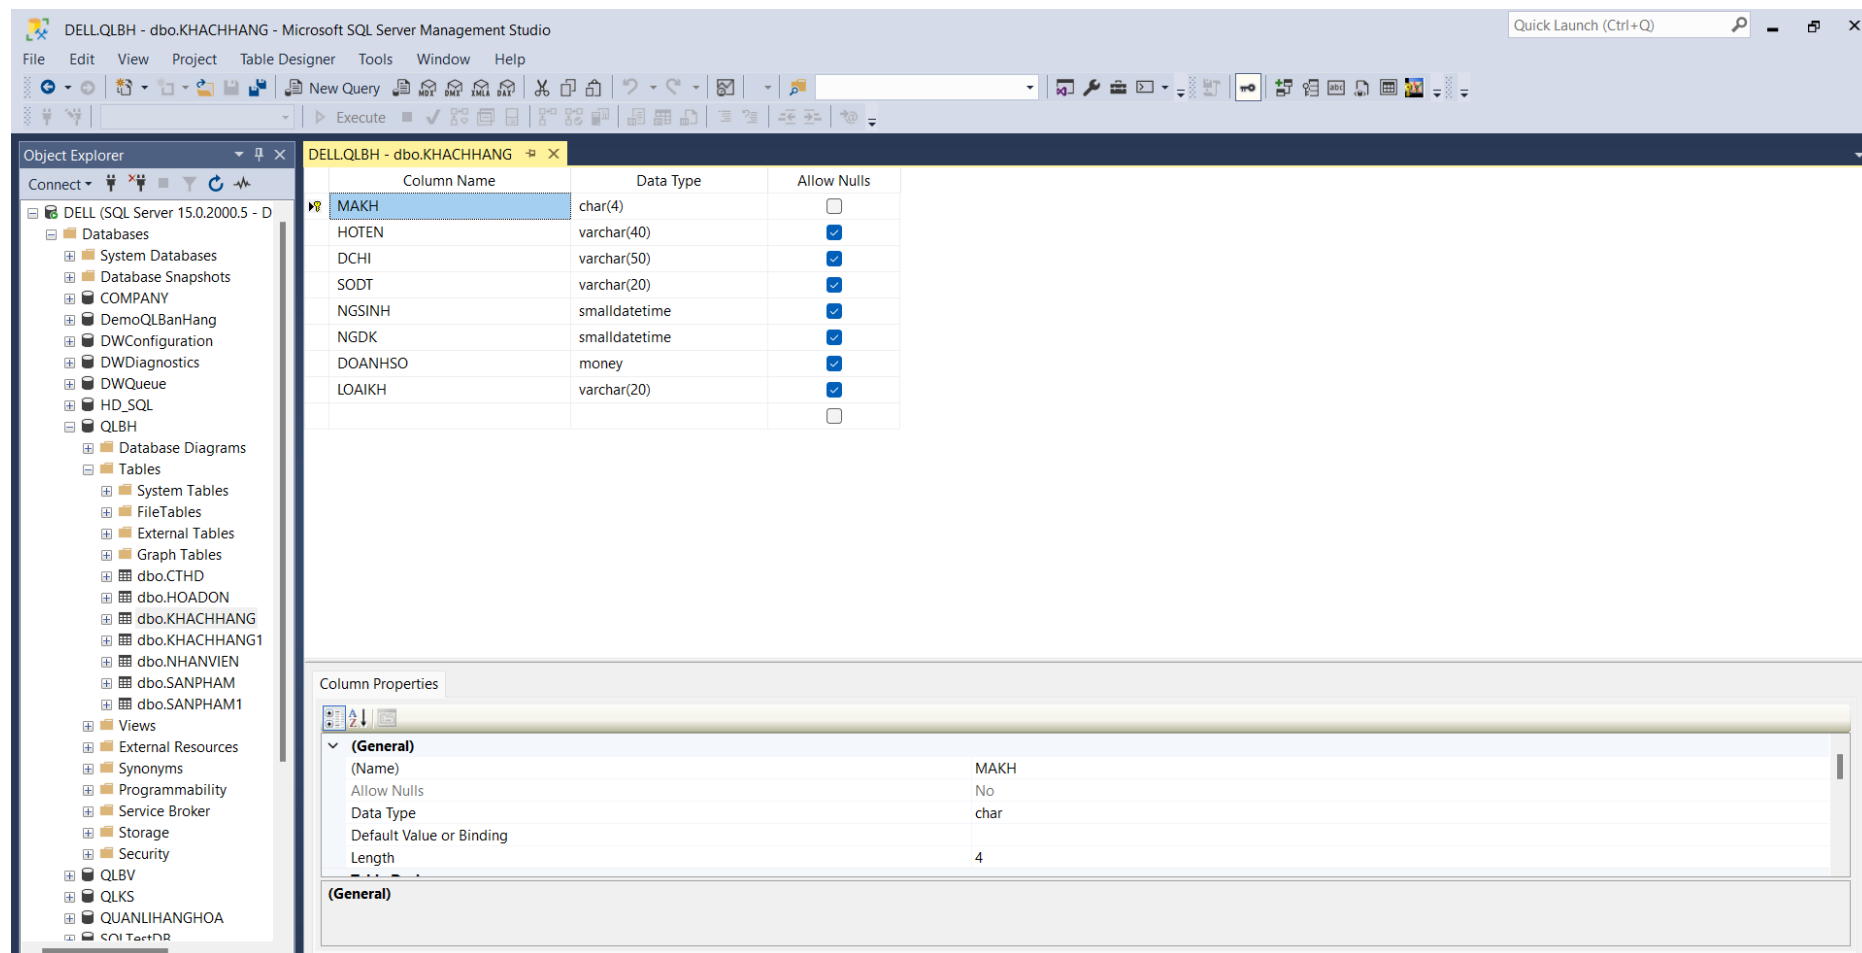 DELL.QLBH - dbo.KHACHHANG - Microsoft SQL Server Management Studio
Quick Launch (Ctrl+Q)
File Edit View Project Table Designer Tools Window Help
New Query MDX DMX XMLA DAX
Execute
Object Explorer
Connect
DELL (SQL Server 15.0.2000.5 - D
Databases
System Databases
Database Snapshots
COMPANY
DemoQLBanHang
DWConfiguration
DWDiagnostics
DWQueue
HD_SQL
QLBH
Database Diagrams
Tables
System Tables
FileTables
External Tables
Graph Tables
dbo.CTHD
dbo.HOADON
dbo.KHACHHANG
dbo.KHACHHANG1
dbo.NHANVIEN
dbo.SANPHAM
dbo.SANPHAM1
Views
External Resources
Synonyms
Programmability
Service Broker
Storage
Security
QLBV
QLKS
QUANLIHANGHOA
SQLTestDB
DELL.QLBH - dbo.KHACHHANG
Column Name Data Type Allow Nulls
MAKH char(4)
HOTEN varchar(40)
DCHI varchar(50)
SODT varchar(20)
NGSINH smalldatetime
NGDK smalldatetime
DOANHSO money
LOAIKH varchar(20)
Column Properties
(General)
(Name) MAKH
Allow Nulls No
Data Type char
Default Value or Binding
Length 4
(General)